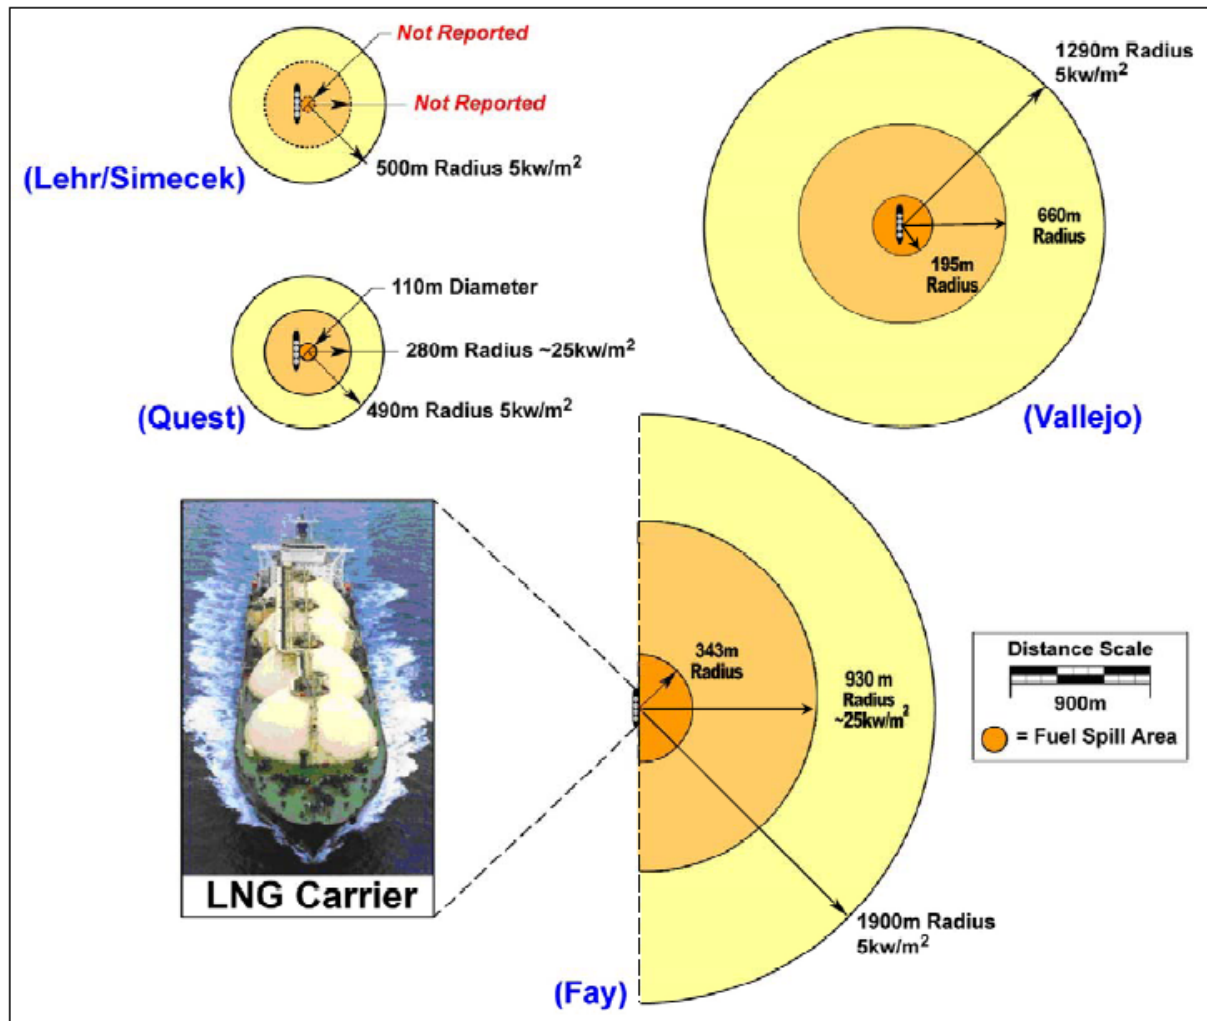 Not Reported
Not Reported
500m Radius 5kw/m²
(Lehr/Simecek)
1290m Radius
5kw/m²
660m
Radius
195m
Radius
(Vallejo)
110m Diameter
280m Radius ~25kw/m²
490m Radius 5kw/m²
(Quest)
LNG Carrier
343m
Radius
930 m
Radius
~25kw/m²
1900m Radius
5kw/m²
(Fay)
Distance Scale
900m
= Fuel Spill Area